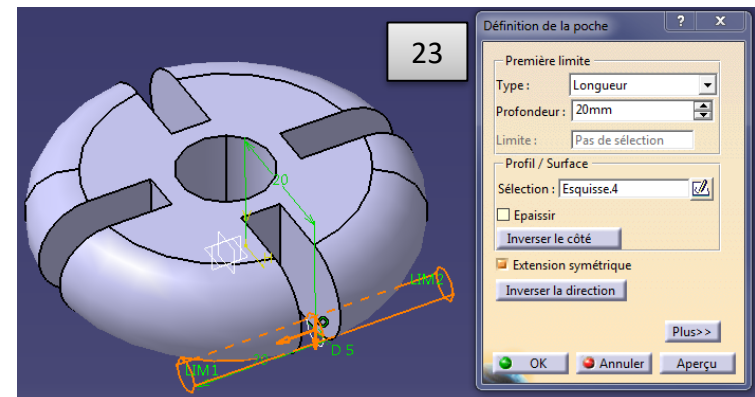 23
20
LIM2
LIM1
20
D 5
Définition de la poche
? X
Première limite
Type : Longueur
Profondeur : 20mm
Limite : Pas de sélection
Profil / Surface
Sélection : Esquisse.4
Epaissir
Inverser le côté
Extension symétrique
Inverser la direction
Plus>>
OK Annuler Aperçu